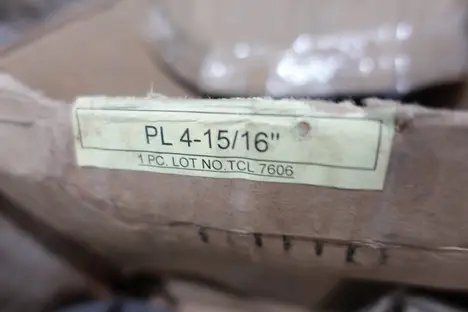 PL 4-15/16"
1 PC. LOT NO.TCL 7606